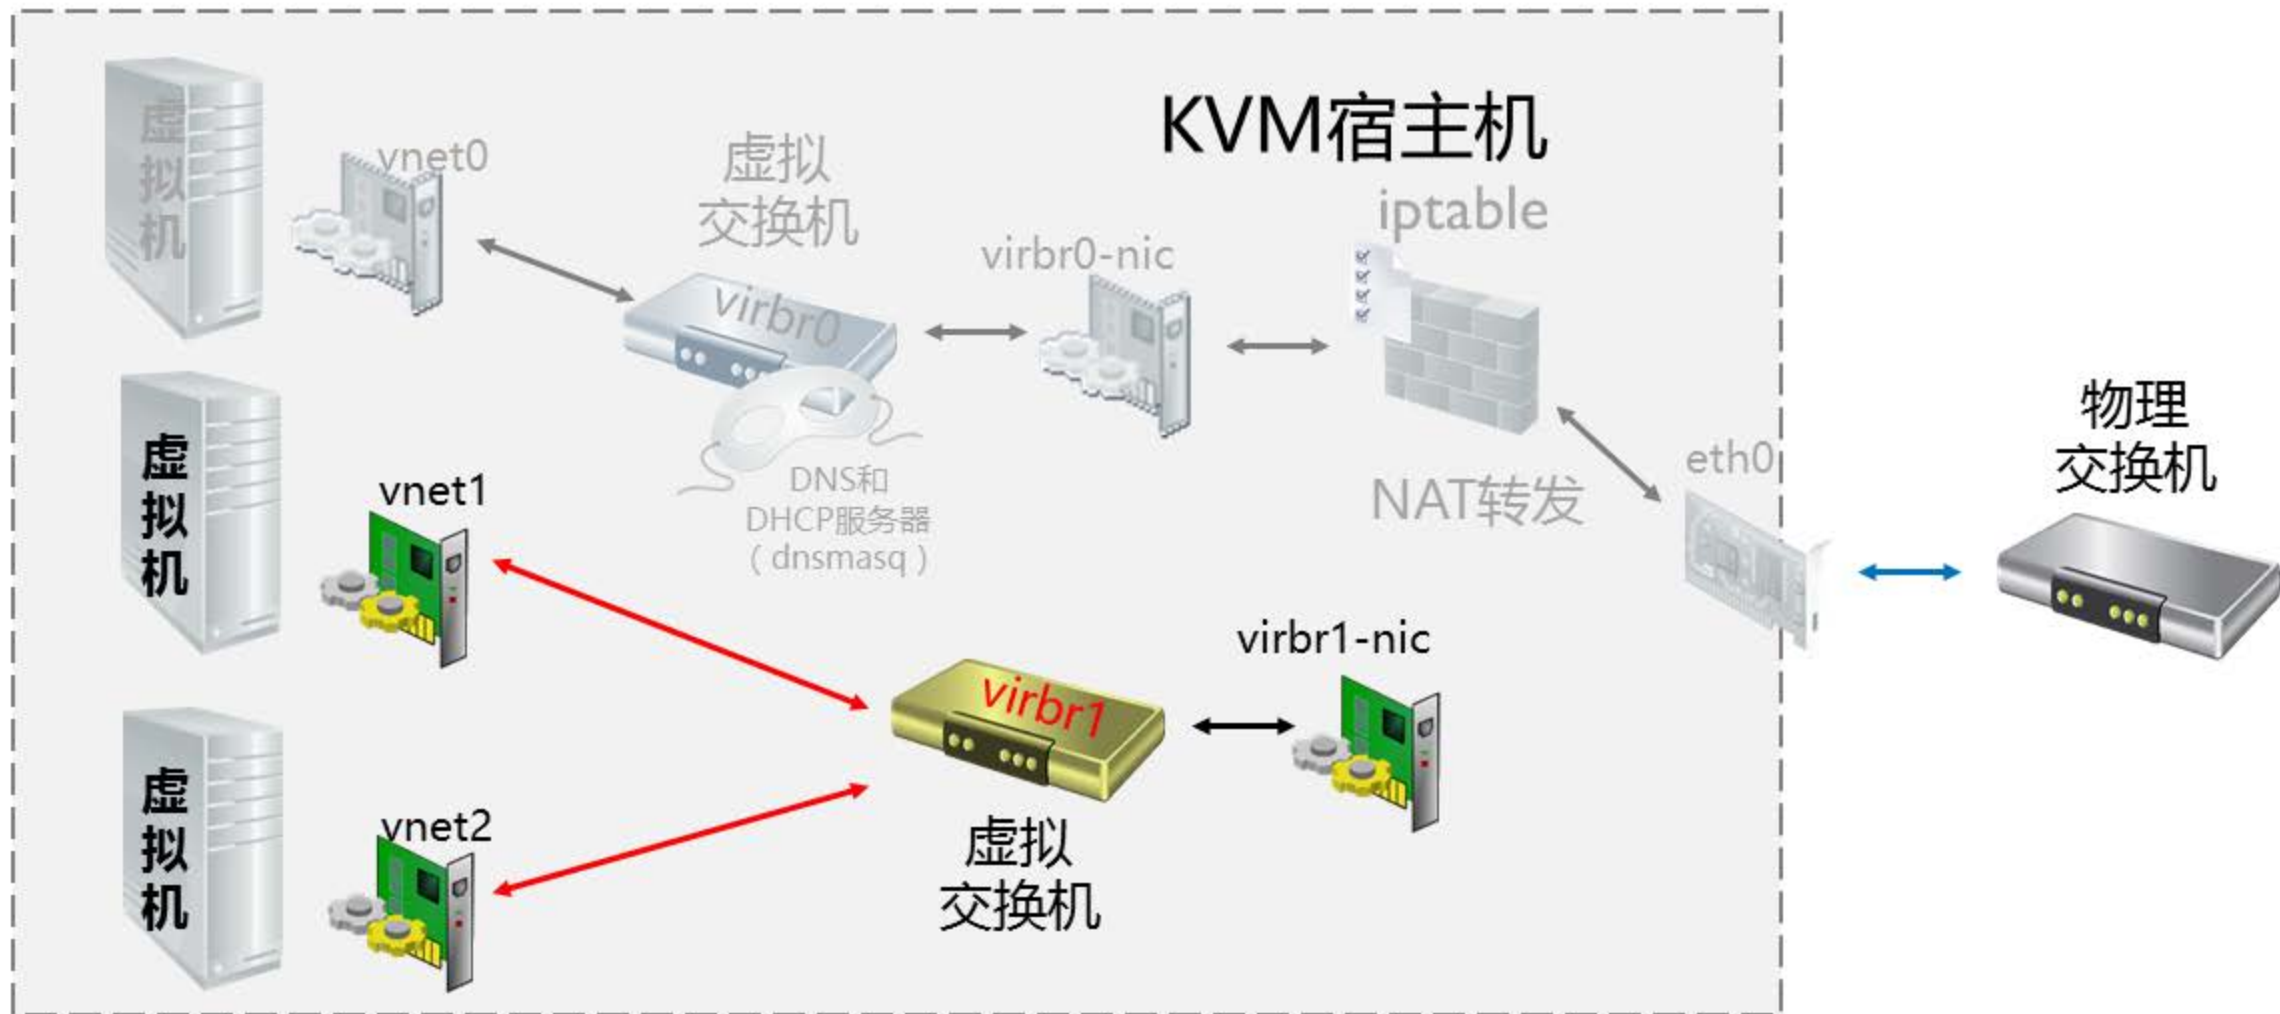 KVM宿主机
虚拟机
vnet0
虚拟
交换机
virbr0
virbr0-nic
iptable
DNS和
DHCP服务器
（dnsmasq）
NAT转发
eth0
物理
交换机
虚拟机
vnet1
virbr1
virbr1-nic
虚拟
交换机
虚拟机
vnet2